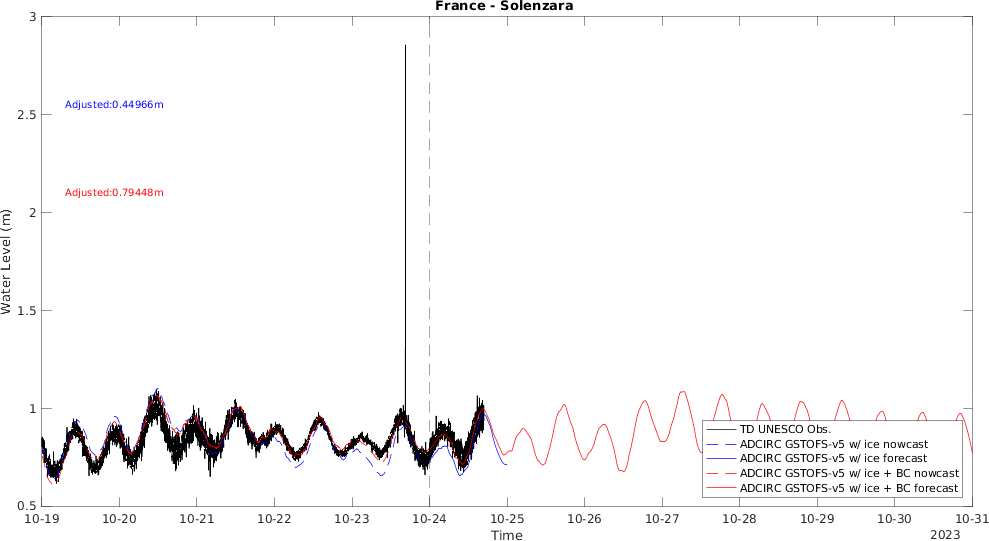 France - Solenzara
3
2.5
2
1.5
1
0.5
Water Level (m)
Adjusted:0.44966m
Adjusted:0.79448m
TD UNESCO Obs.
ADCIRC GSTOFS-v5 w/ ice nowcast
ADCIRC GSTOFS-v5 w/ ice forecast
ADCIRC GSTOFS-v5 w/ ice + BC nowcast
ADCIRC GSTOFS-v5 w/ ice + BC forecast
10-19 10-20 10-21 10-22 10-23 10-24 10-25 10-26 10-27 10-28 10-29 10-30 10-31
Time
2023